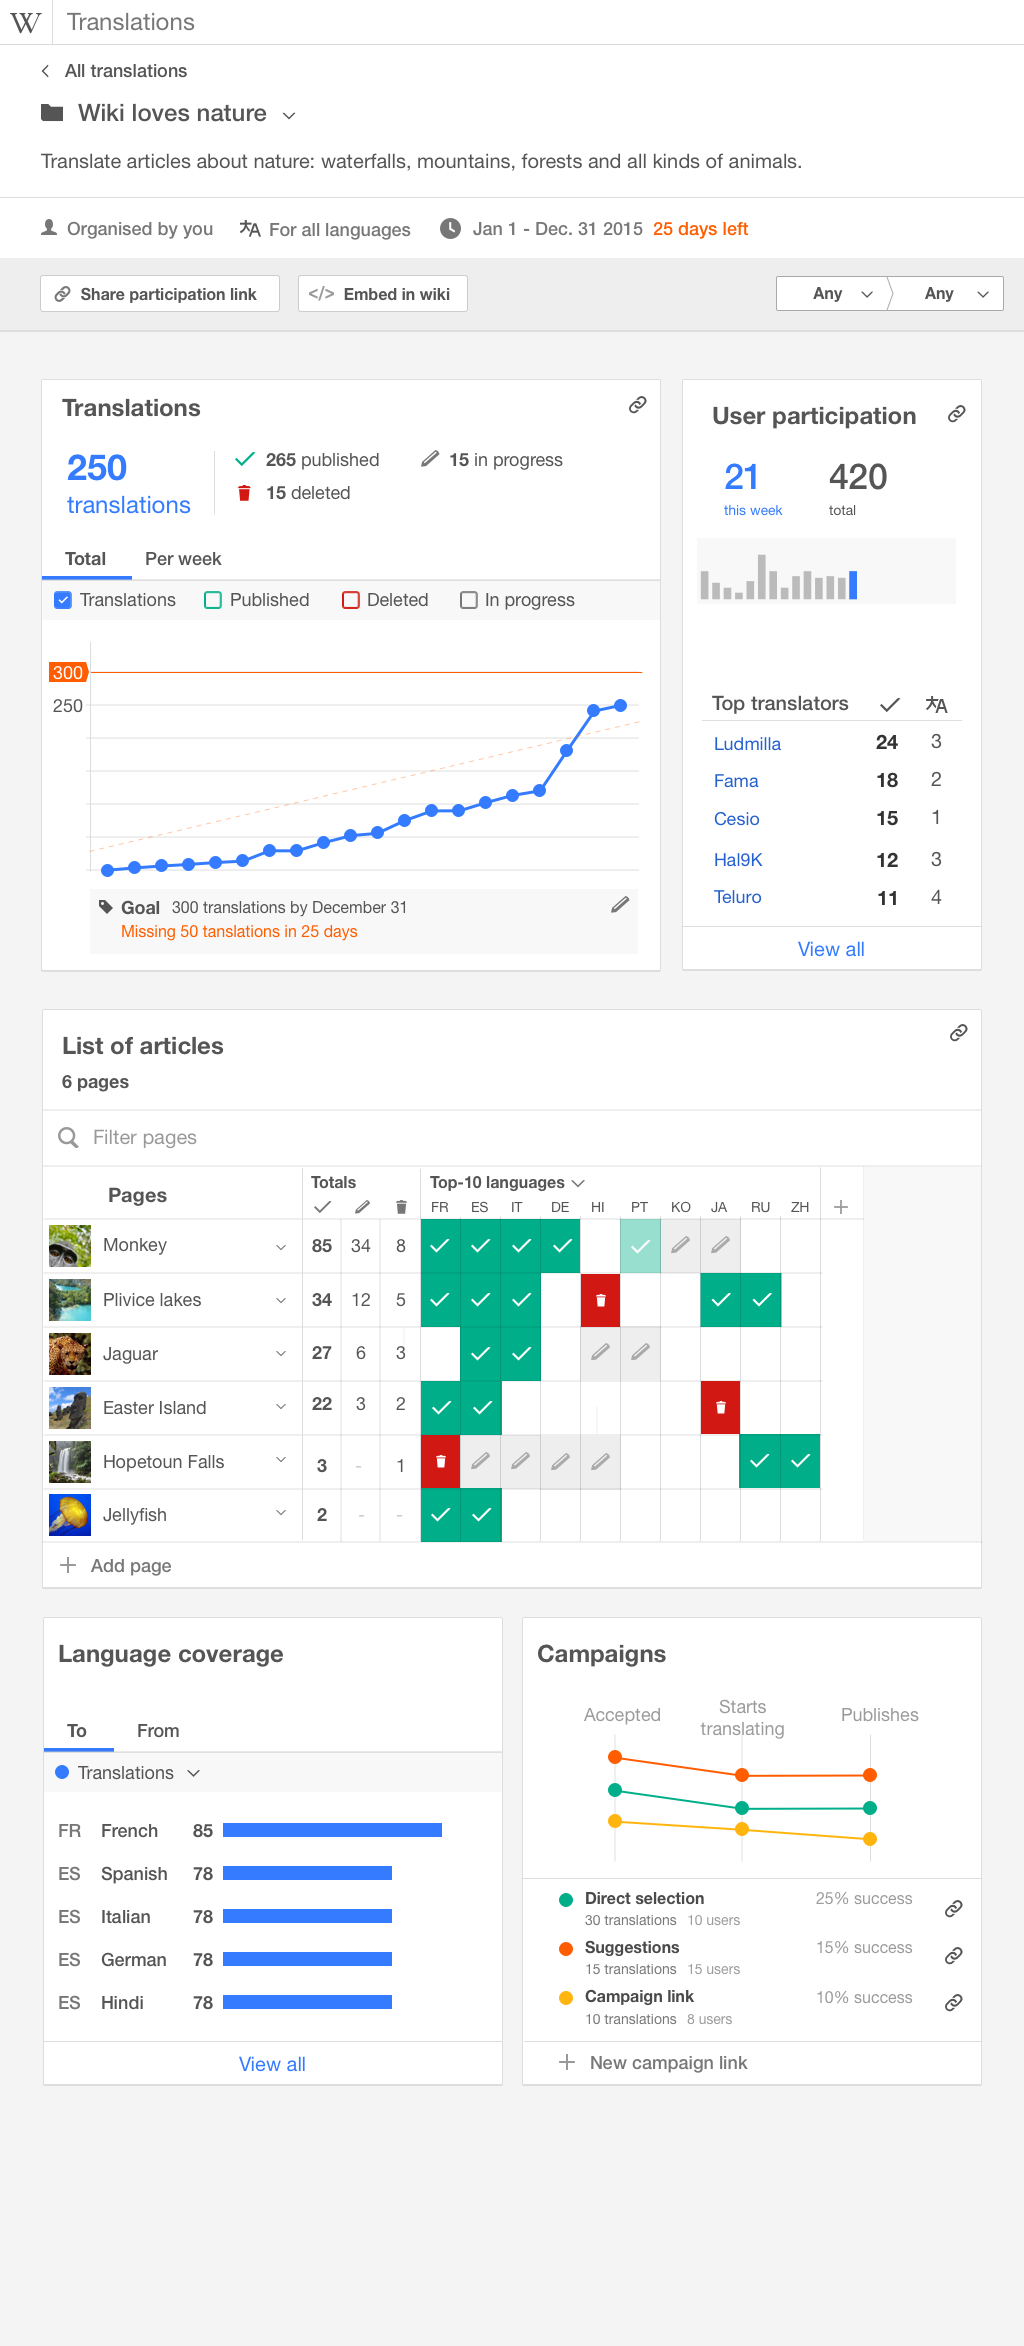 W Translations
All translations
Wiki loves nature
Translate articles about nature: waterfalls, mountains, forests and all kinds of animals.
Organised by you For all languages Jan 1 - Dec. 31 2015 25 days left
Share participation link </> Embed in wiki Any Any
Translations
250
translations
265 published 15 in progress
15 deleted
Total Per week
Translations Published Deleted In progress
300
250
Goal 300 translations by December 31
Missing 50 tanslations in 25 days
User participation
21 420
this week total
Top translators
Ludmilla 24 3
Fama 18 2
Cesio 15 1
Hal9K 12 3
Teluro 11 4
View all
List of articles
6 pages
Filter pages
Pages Totals Top-10 languages
FR ES IT DE HI PT KO JA RU ZH
Monkey 85 34 8
Plivice lakes 34 12 5
Jaguar 27 6 3
Easter Island 22 3 2
Hopetoun Falls 3 - 1
Jellyfish 2 - -
Add page
Language coverage
To From
Translations
FR French 85
ES Spanish 78
ES Italian 78
ES German 78
ES Hindi 78
View all
Campaigns
Accepted Starts translating Publishes
Direct selection 25% success
30 translations 10 users
Suggestions 15% success
15 translations 15 users
Campaign link 10% success
10 translations 8 users
New campaign link